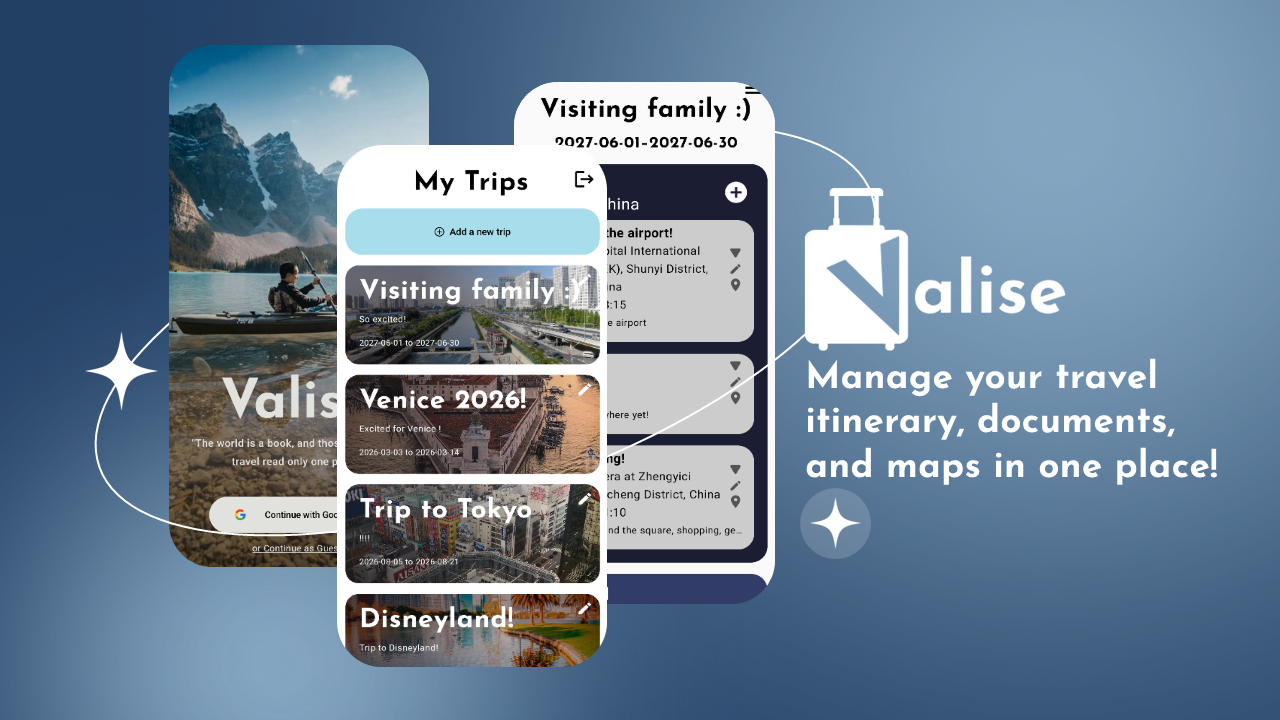 Valis
"The world is a book, and thos
travel read only one p
Continue with Goo
or Continue as Gues
My Trips
Add a new trip
Visiting family :)
So excited!
2027-06-01 to 2027-06-30
Venice 2026!
Excited for Venice !
2026-03-03 to 2026-03-14
Trip to Tokyo
!!!!
2026-08-05 to 2026-08-21
Disneyland!
Trip to Disneyland!
Visiting family :)
2027-06-01-2027-06-30
hina
the airport!
pital International
EK), Shunyi District,
ina
3:15
e airport
where yet!
ng!
era at Zhengyici
cheng District, China
:10
nd the square, shopping, ge...
Valise
Manage your travel
itinerary, documents,
and maps in one place!